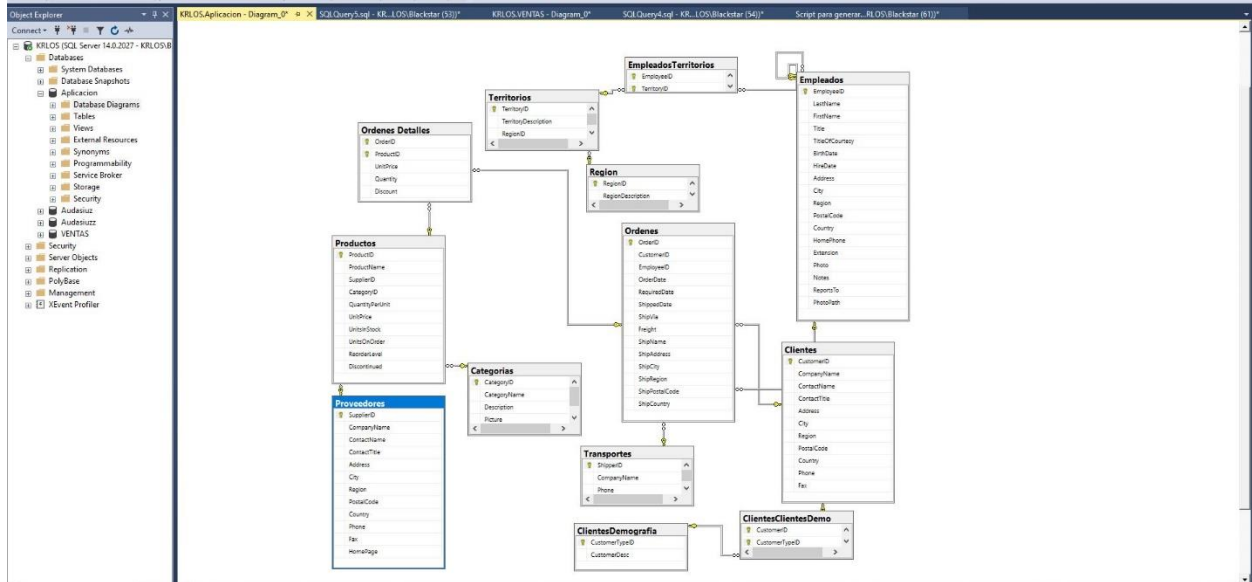 Object Explorer
KRLOS.Aplicacion - Diagram_0*
SQLQuery5.sql - KR...LOS\Blackstar (53))*
KRLOS.VENTAS - Diagram_0*
SQLQuery4.sql - KR...LOS\Blackstar (54))*
Script para generar...RLOS\Blackstar (61))*
Connect
KRLOS (SQL Server 14.0.2027 - KRLOS\B
Databases
System Databases
Database Snapshots
Aplicacion
Database Diagrams
Tables
Views
External Resources
Synonyms
Programmability
Service Broker
Storage
Security
Audasiuz
Audasiuzz
VENTAS
Security
Server Objects
Replication
PolyBase
Management
XEvent Profiler
EmpleadosTerritorios
EmployeeID
TerritoryID
Empleados
EmployeeID
LastName
FirstName
Title
TitleOfCourtesy
BirthDate
HireDate
Address
City
Region
PostalCode
Country
HomePhone
Extension
Photo
Notes
ReportsTo
PhotoPath
Territorios
TerritoryID
TerritoryDescription
RegionID
Ordenes Detalles
OrderID
ProductID
UnitPrice
Quantity
Discount
Region
RegionID
RegionDescription
Ordenes
OrderID
CustomerID
EmployeeID
OrderDate
RequiredDate
ShippedDate
ShipVia
Freight
ShipName
ShipAddress
ShipCity
ShipRegion
ShipPostalCode
ShipCountry
Productos
ProductID
ProductName
SupplierID
CategoryID
QuantityPerUnit
UnitPrice
UnitsInStock
UnitsOnOrder
ReorderLevel
Discontinued
Clientes
CustomerID
CompanyName
ContactName
ContactTitle
Address
City
Region
PostalCode
Country
Phone
Fax
Categorias
CategoryID
CategoryName
Description
Picture
Proveedores
SupplierID
CompanyName
ContactName
ContactTitle
Address
City
Region
PostalCode
Country
Phone
Fax
HomePage
Transportes
ShipperID
CompanyName
Phone
ClientesClientesDemo
CustomerID
CustomerTypeID
ClientesDemografia
CustomerTypeID
CustomerDesc